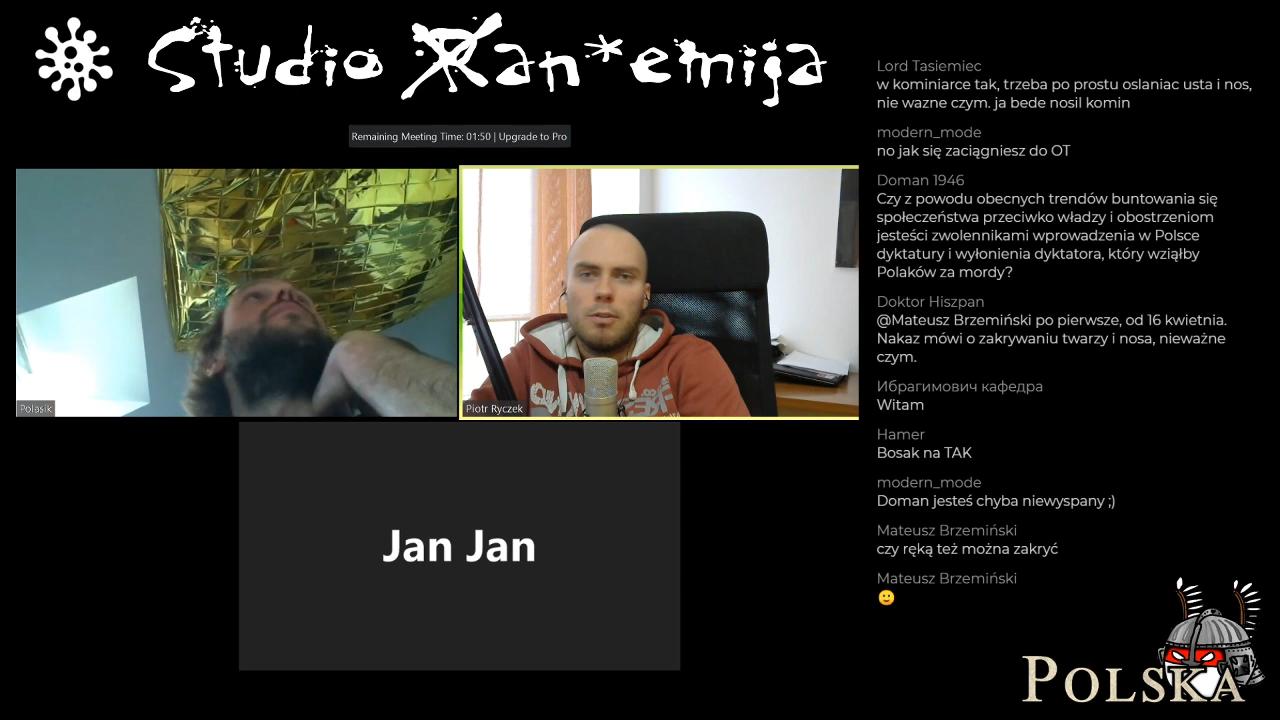 Studio Xan*emija
Remaining Meeting Time: 01:50 | Upgrade to Pro
Polasik
Piotr Ryczek
Jan Jan
Lord Tasiemiec
w kominiarce tak, trzeba po prostu oslaniac usta i nos,
nie wazne czym. ja bede nosil komin
modern_mode
no jak się zaciągniesz do OT
Doman 1946
Czy z powodu obecnych trendów buntowania się
społeczeństwa przeciwko władzy i obostrzeniom
jesteści zwolennikami wprowadzenia w Polsce
dyktatury i wyłonienia dyktatora, który wziąłby
Polaków za mordy?
Doktor Hiszpan
@Mateusz Brzemiński po pierwsze, od 16 kwietnia.
Nakaz mówi o zakrywaniu twarzy i nosa, nieważne
czym.
Ибрагимович кафедра
Witam
Hamer
Bosak na TAK
modern_mode
Doman jesteś chyba niewyspany ;)
Mateusz Brzemiński
czy ręką też można zakryć
Mateusz Brzemiński
🙂
POLSKA